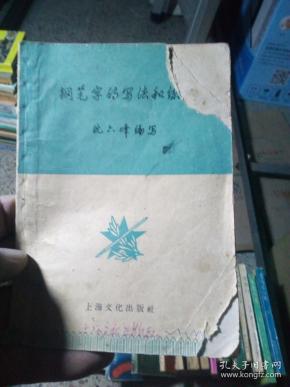 钢笔字的写法和练
沈六峰编写
上海文化出版社
孔夫子旧书网